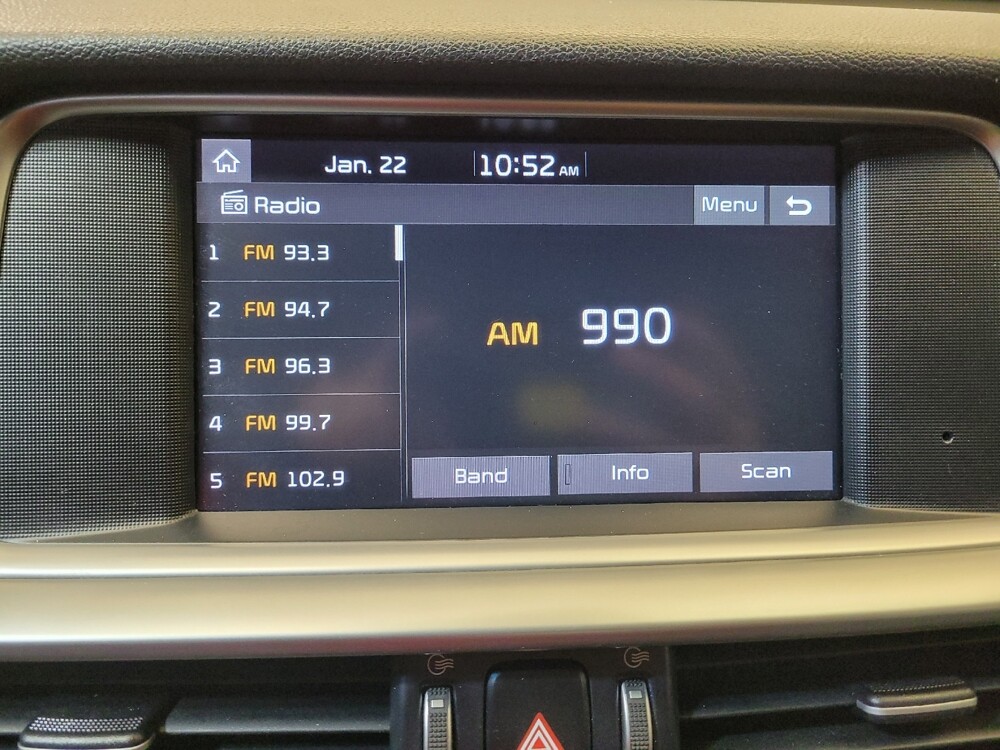 Jan. 22 10:52 AM
Radio Menu
1 FM 93.3
2 FM 94.7
3 FM 96.3
4 FM 99.7
5 FM 102.9
AM 990
Band Info Scan